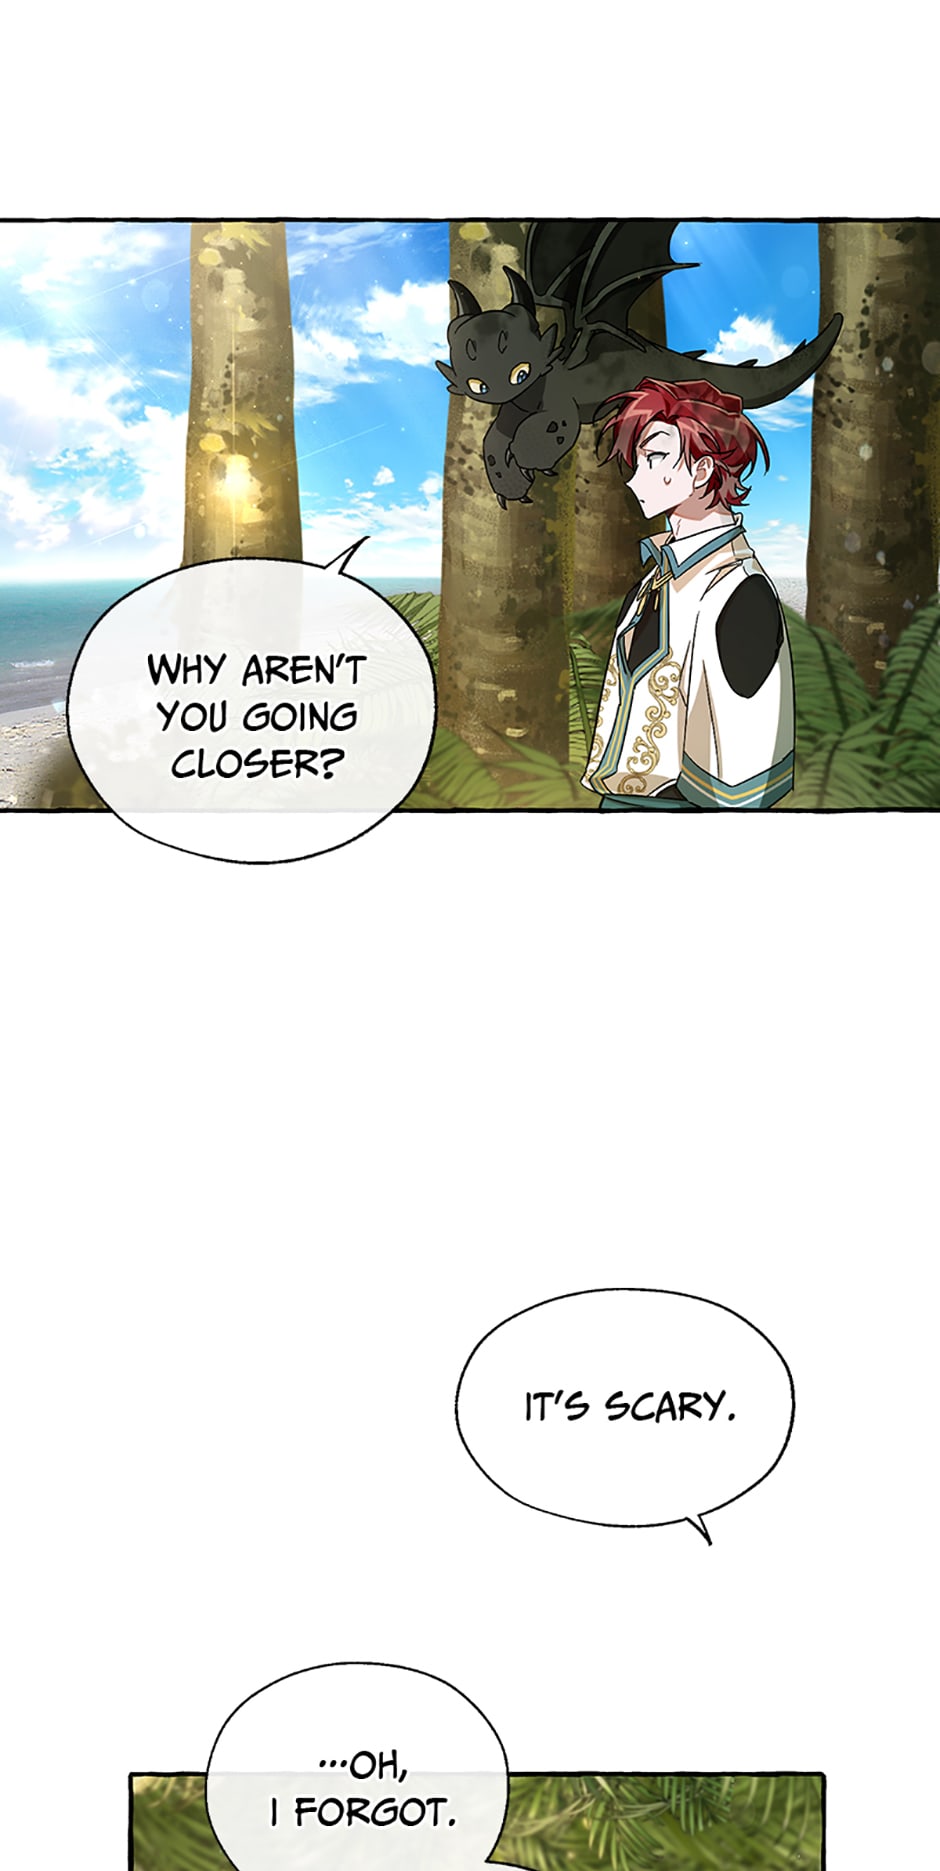 WHY AREN'T
YOU GOING
CLOSER?
IT'S SCARY.
...OH,
I FORGOT.